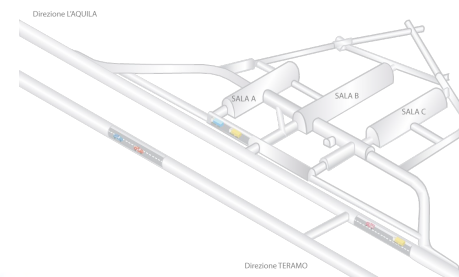 Direzione L'AQUILA
SALA A
SALA B
SALA C
Direzione TERAMO